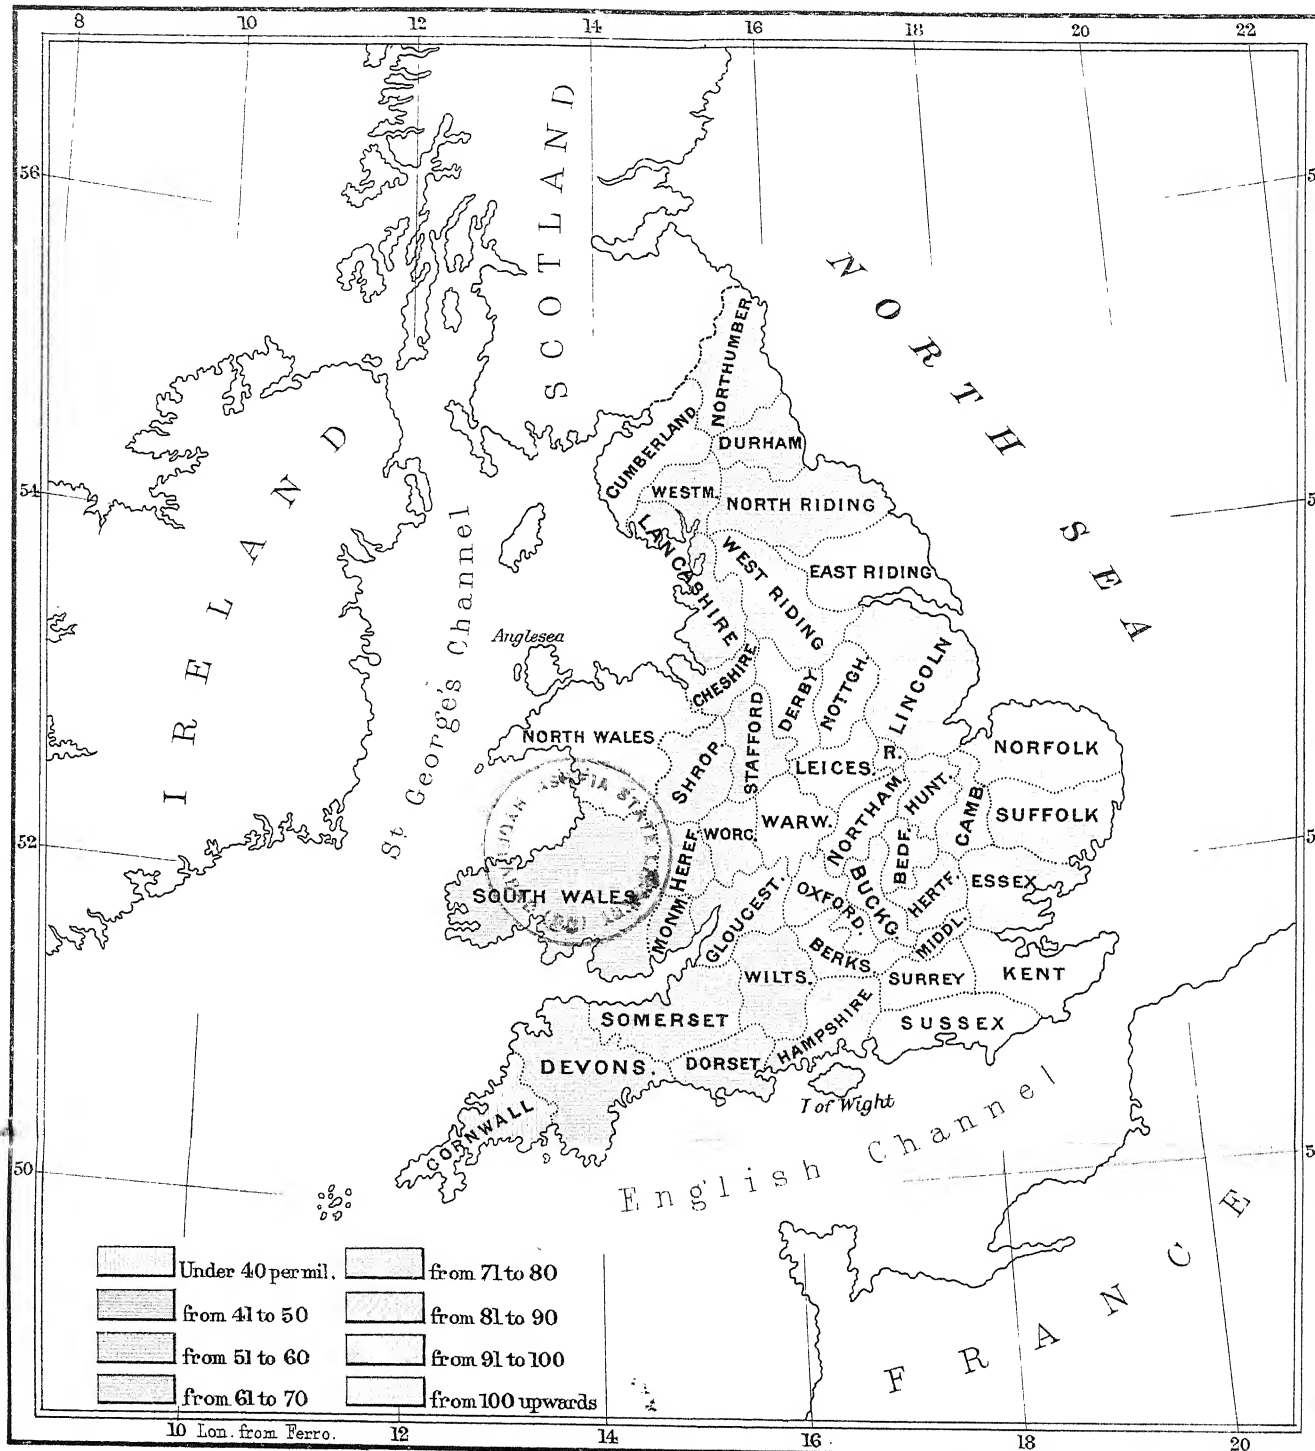 8 10 12 14 16 18 20 22
56
54
52
50
SCOTLAND
NORTH SEA
IRELAND
St George's Channel
Anglesea
NORTHUMBER
CUMBERLAND
DURHAM
WESTM.
NORTH RIDING
LANCASHIRE
WEST RIDING
EAST RIDING
CHESHIRE
DERBY
NOTTGH.
LINCOLN
NORTH WALES
SHROP.
STAFFORD
LEICES.
R.
NORFOLK
NORTHAM.
HUNT.
CAMB.
SUFFOLK
WORC.
WARW.
HEREF.
BEDF.
SOUTH WALES
MONM.
GLOUCEST.
OXFORD.
BUCKG
HERTF.
ESSEX
MIDDL.
BERKS.
WILTS.
SURREY
KENT
SOMERSET
HAMPSHIRE
SUSSEX
DEVONS.
DORSET
CORNWALL
I of Wight
English Channel
FRANCE
STATE
Under 40 per mil.
from 41 to 50
from 51 to 60
from 61 to 70
from 71 to 80
from 81 to 90
from 91 to 100
from 100 upwards
10 Lon. from Ferro. 12 14 16 18 20